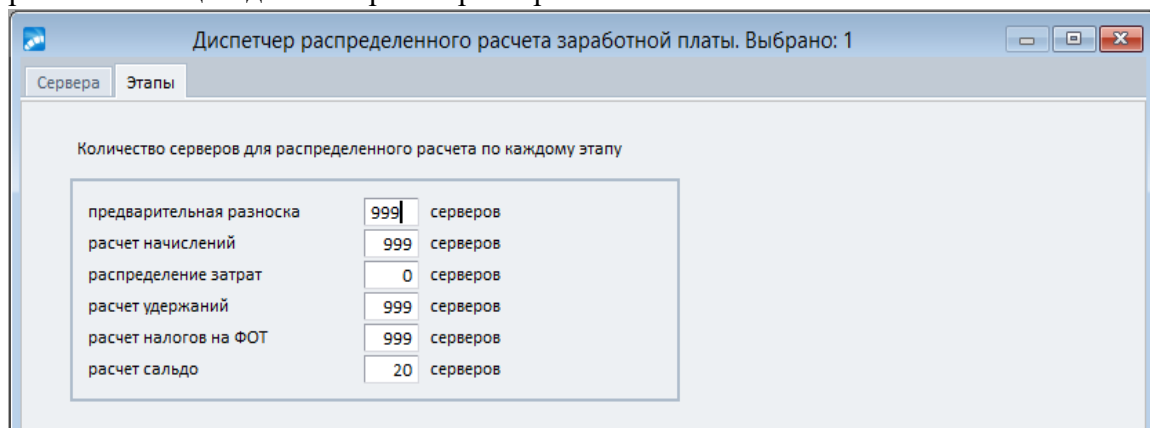 Диспетчер распределенного расчета заработной платы. Выбрано: 1
Сервера Этапы
Количество серверов для распределенного расчета по каждому этапу
предварительная разноска 999 серверов
расчет начислений 999 серверов
распределение затрат 0 серверов
расчет удержаний 999 серверов
расчет налогов на ФОТ 999 серверов
расчет сальдо 20 серверов